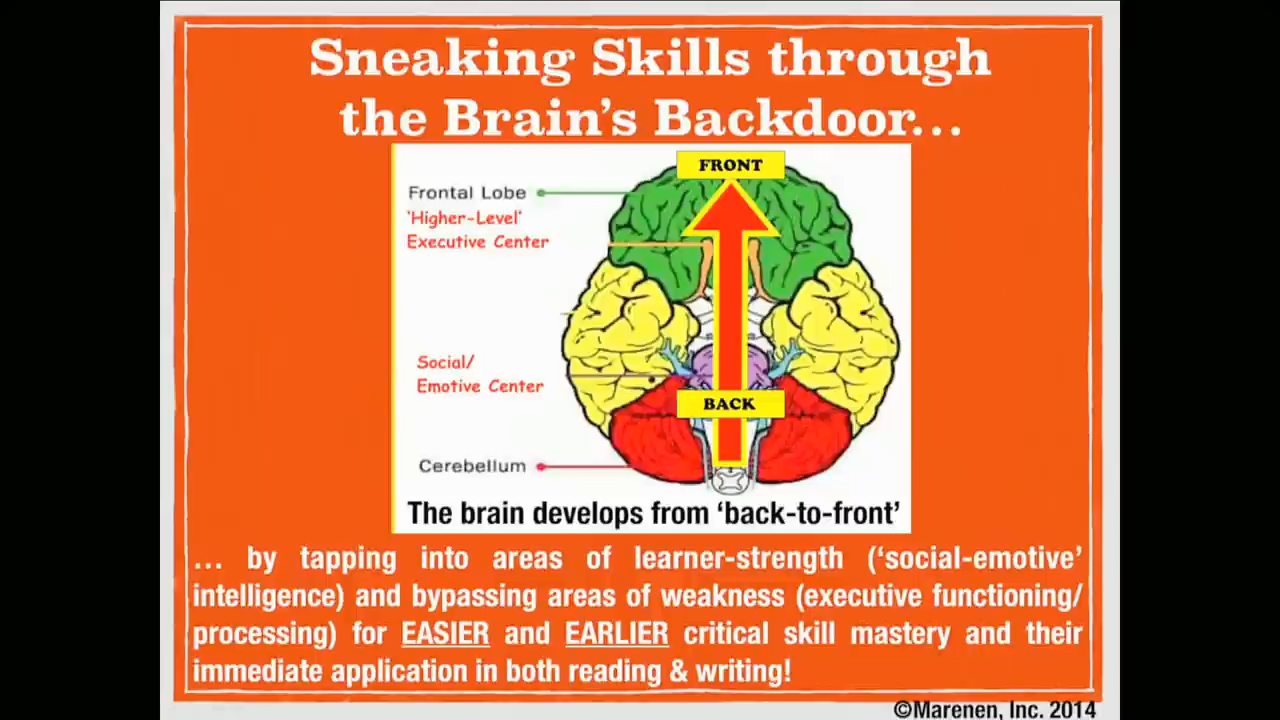 Sneaking Skills through
the Brain's Backdoor...
FRONT
Frontal Lobe
'Higher-Level'
Executive Center
Social/
Emotive Center
BACK
Cerebellum
The brain develops from 'back-to-front'
... by tapping into areas of learner-strength ('social-emotive'
intelligence) and bypassing areas of weakness (executive functioning/
processing) for EASIER and EARLIER critical skill mastery and their
immediate application in both reading & writing!
©Marenen, Inc. 2014